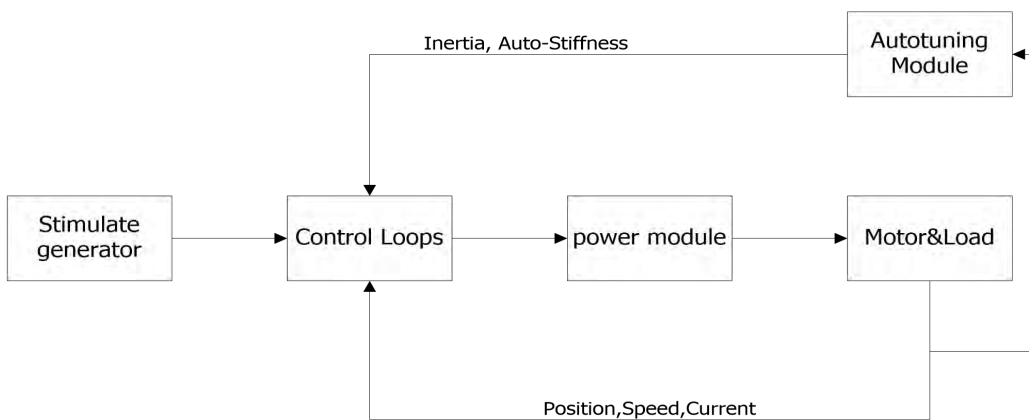 Inertia, Auto-Stiffness
Autotuning
Module
Stimulate
generator
Control Loops
power module
Motor&Load
Position,Speed,Current